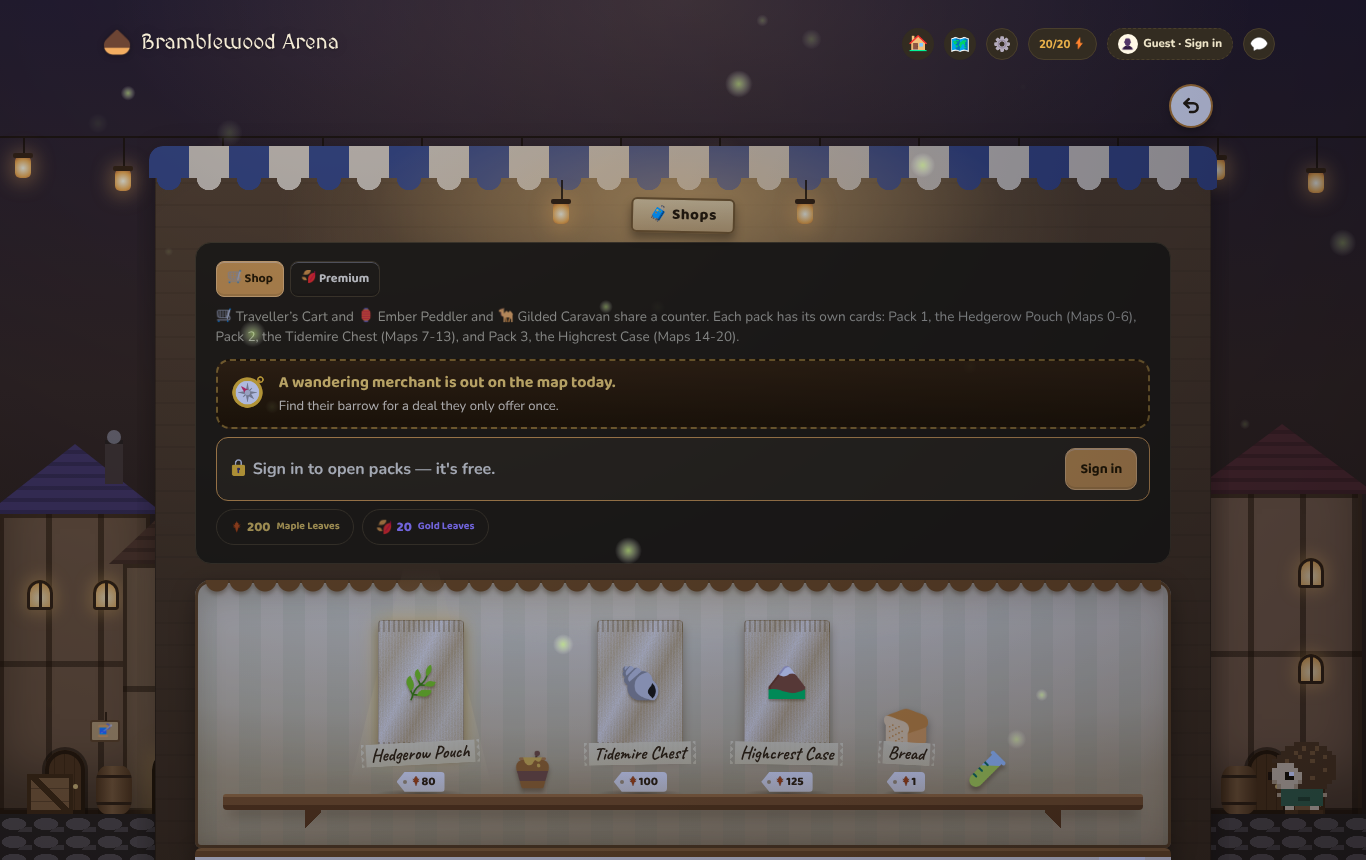 Bramblewood Arena
20/20
Guest · Sign in
Shops
Shop
Premium
Traveller's Cart and Ember Peddler and Gilded Caravan share a counter. Each pack has its own cards: Pack 1, the Hedgerow Pouch (Maps 0-6),
Pack 2, the Tidemire Chest (Maps 7-13), and Pack 3, the Highcrest Case (Maps 14-20).
A wandering merchant is out on the map today.
Find their barrow for a deal they only offer once.
Sign in to open packs — it's free.
Sign in
200 Maple Leaves
20 Gold Leaves
Hedgerow Pouch
Tidemire Chest
Highcrest Case
Bread
80
100
125
1